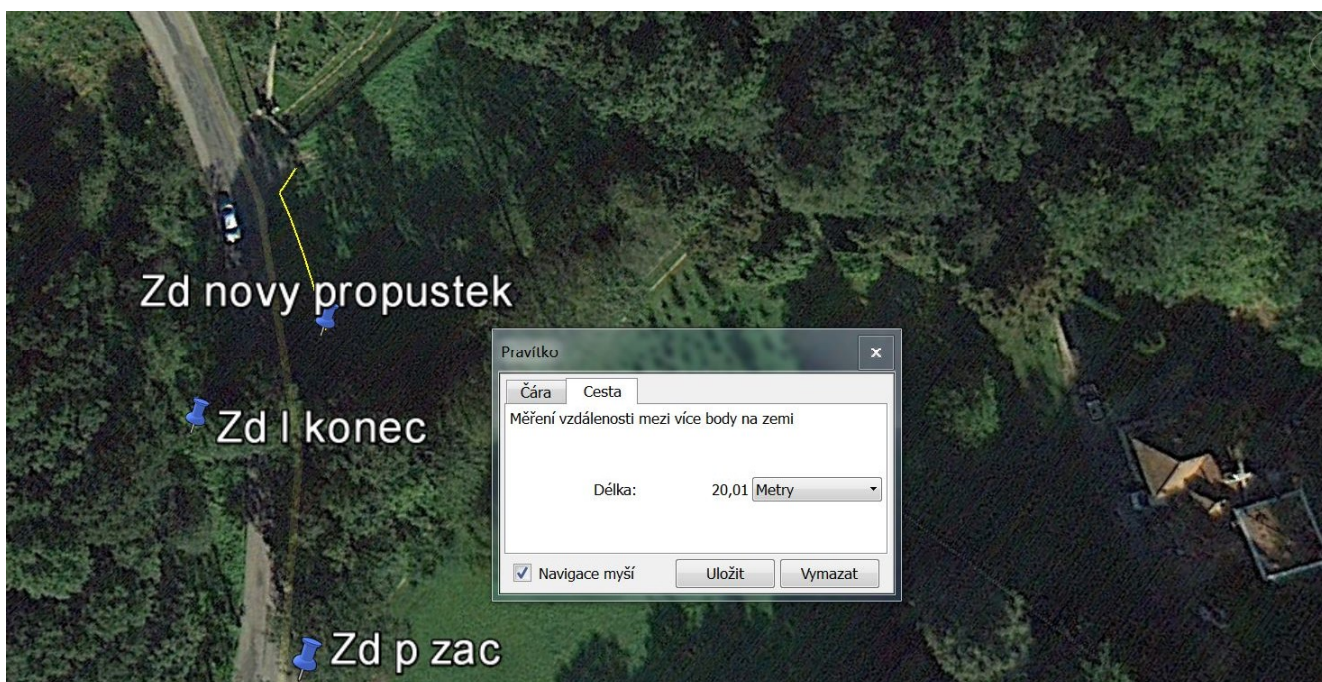 Zd novy propustek
Pravítko
x
Čára Cesta
Měření vzdálenosti mezi více body na zemi
Zd l konec
Délka: 20,01 Metry
Navigace myší Uložit Vymazat
Zd p zac